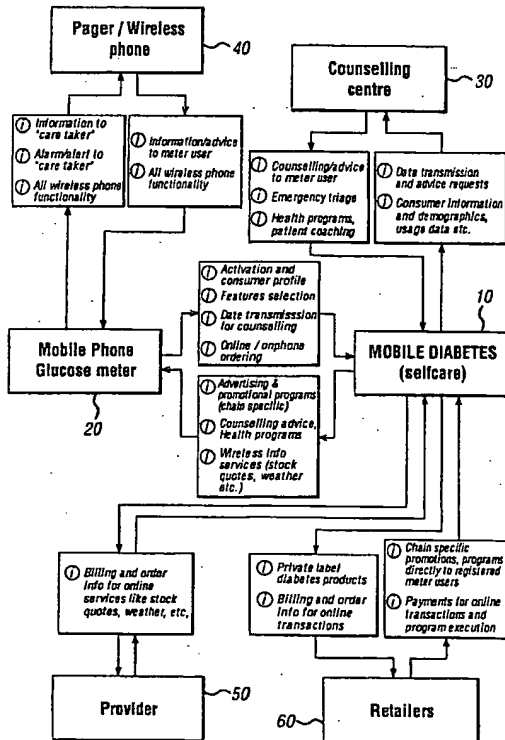 Pager / Wireless
phone
40
Counselling
centre
30
Information to
"care taker"
Alarm/alert to
"care taker"
All wireless phone
functionality
Information/advice
to meter user
All wireless phone
functionality
Counselling/advice
to meter user
Emergency triage
Health programs,
patient coaching
Data transmission
and advice requests
Consumer information
and demographics,
usage data etc.
Activation and
consumer profile
Features selection
Date transmisssion
for counselling
Online / onphone
ordering
Mobile Phone
Glucose meter
20
10
MOBILE DIABETES
(selfcare)
Advertising &
promotional programs
(chain specific)
Counselling advice,
Health programs
Wireless Info
services (stock
quotes, weather
etc.)
Billing and order
Info for online
services like stock
quotes, weather, etc,
Private label
diabetes products
Billing and order
Info for online
transactions
Chain specific
promotions, programs
directly to registered
meter users
Payments for online
transactions and
program execution
Provider
50
60
Retailers